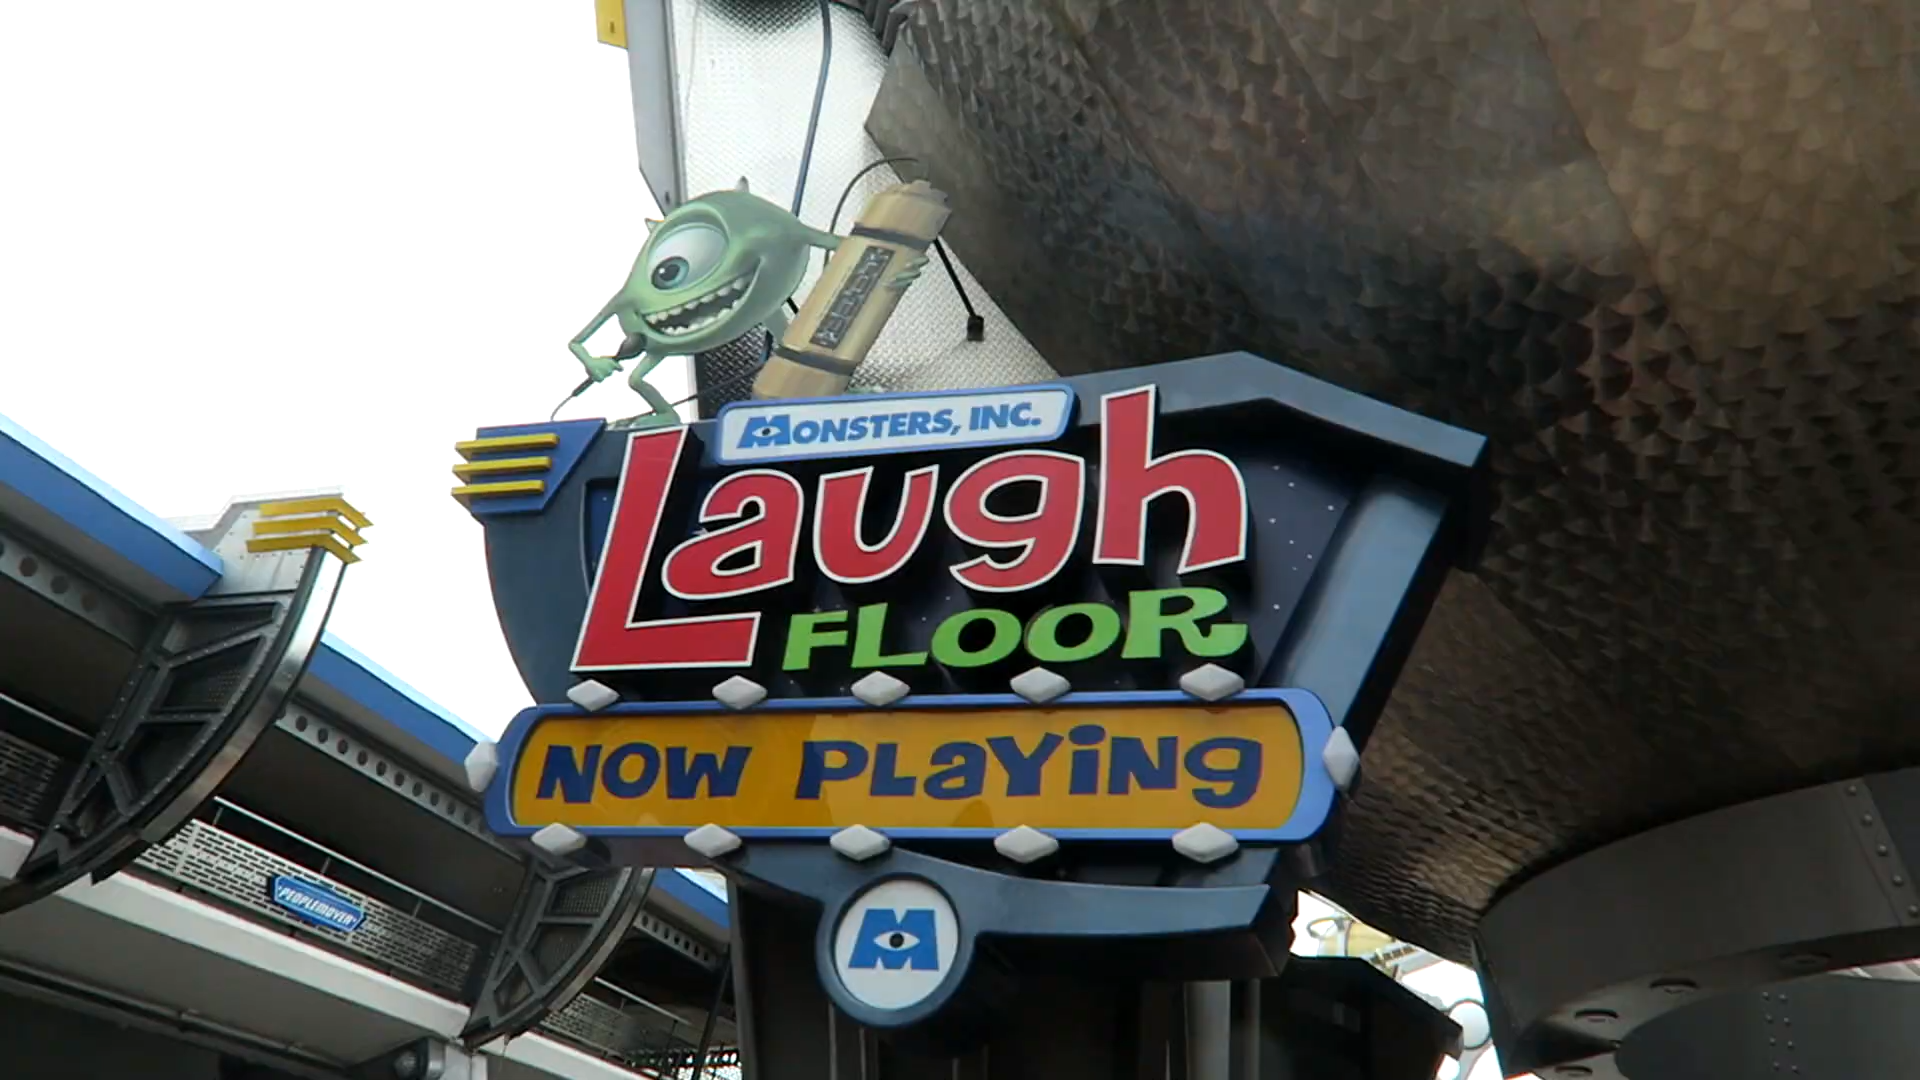 MONSTERS, INC.
Laugh
FLOOR
NOW PLAYING
M
PEOPLEMOVER